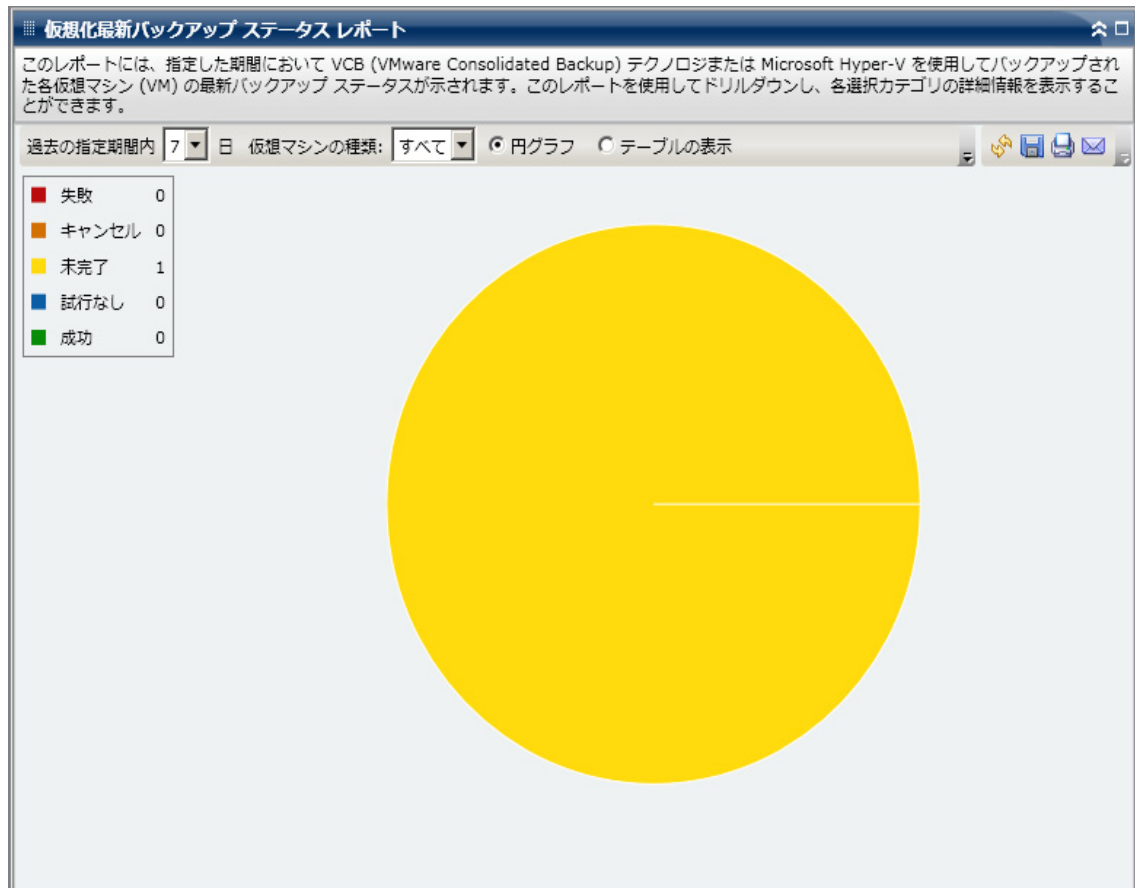 仮想化最新バックアップ ステータス レポート
このレポートには、指定した期間において VCB (VMware Consolidated Backup) テクノロジまたは Microsoft Hyper-V を使用してバックアップされ
た各仮想マシン (VM) の最新バックアップ ステータスが示されます。このレポートを使用してドリルダウンし、各選択カテゴリの詳細情報を表示するこ
とができます。
過去の指定期間内 7 日 仮想マシンの種類: すべて 円グラフ テーブルの表示
失敗 0
キャンセル 0
未完了 1
試行なし 0
成功 0